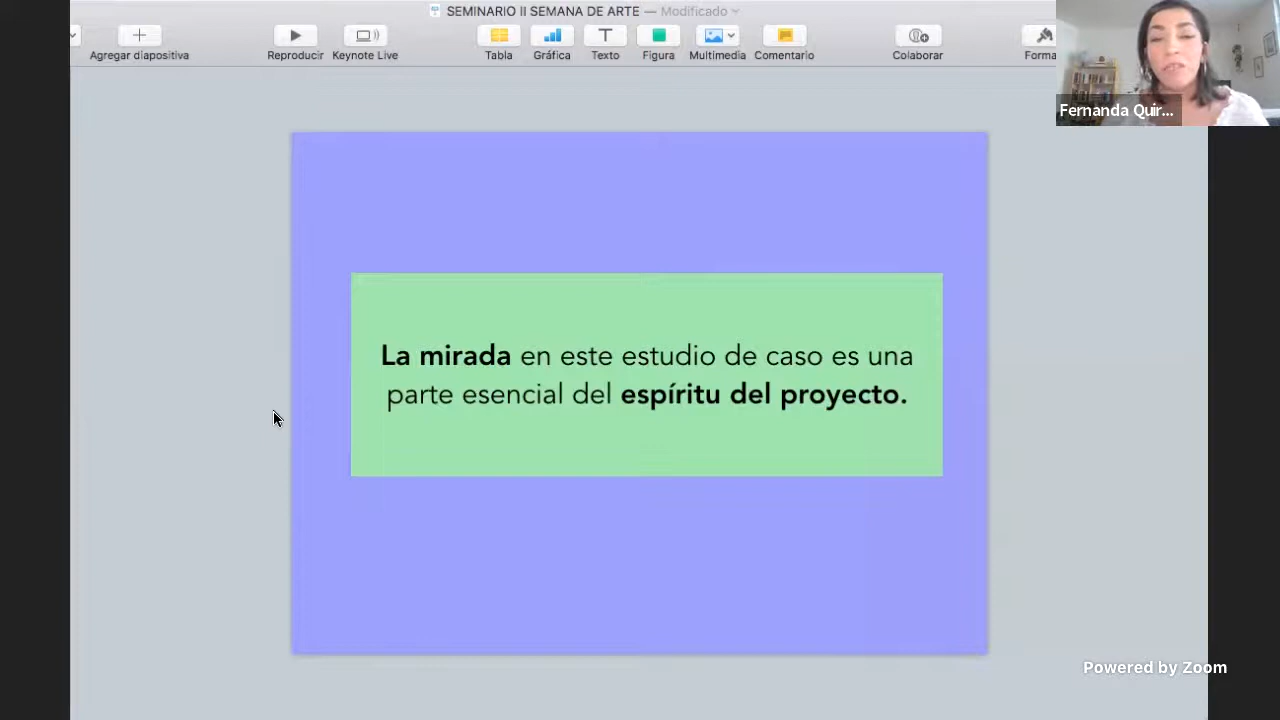 SEMINARIO II SEMANA DE ARTE — Modificado
Agregar diapositiva
Reproducir
Keynote Live
Tabla
Gráfica
Texto
Figura
Multimedia
Comentario
Colaborar
Forma
Fernanda Quir...
La mirada en este estudio de caso es una
parte esencial del espíritu del proyecto.
Powered by Zoom